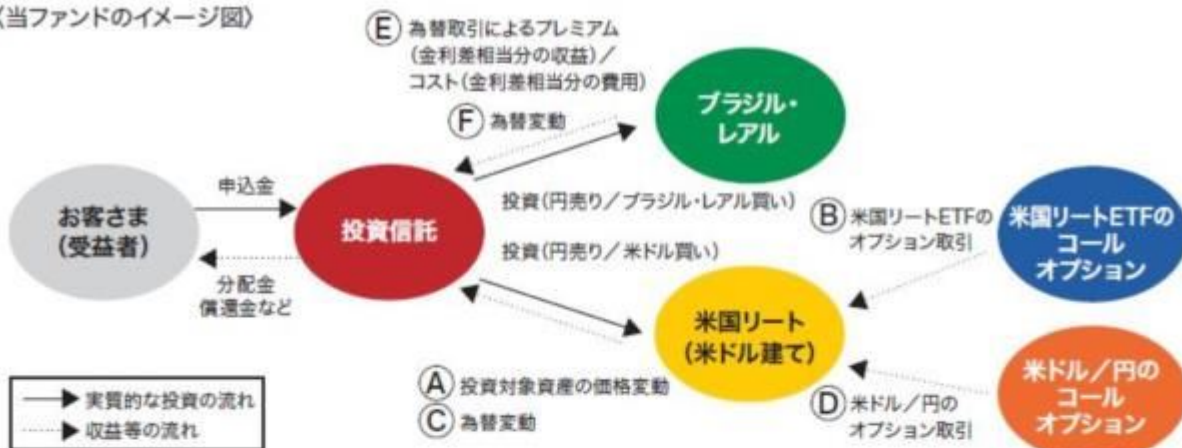 〈当ファンドのイメージ図〉
Ⓔ 為替取引によるプレミアム
(金利差相当分の収益)／
コスト(金利差相当分の費用)
Ⓕ 為替変動
ブラジル・
レアル
申込金
お客さま
(受益者)
投資信託
分配金
償還金など
投資(円売り／ブラジル・レアル買い)
投資(円売り／米ドル買い)
Ⓑ 米国リートETFの
オプション取引
米国リートETFの
コール
オプション
米国リート
(米ドル建て)
Ⓐ 投資対象資産の価格変動
Ⓒ 為替変動
Ⓓ 米ドル／円の
オプション取引
米ドル／円の
コール
オプション
実質的な投資の流れ
収益等の流れ